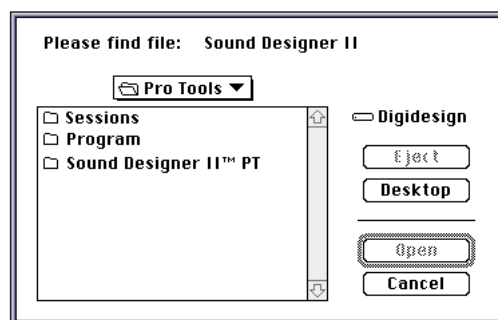 Please find file: Sound Designer II
Pro Tools
Sessions
Program
Sound Designer II™ PT
Digidesign
Eject
Desktop
Open
Cancel